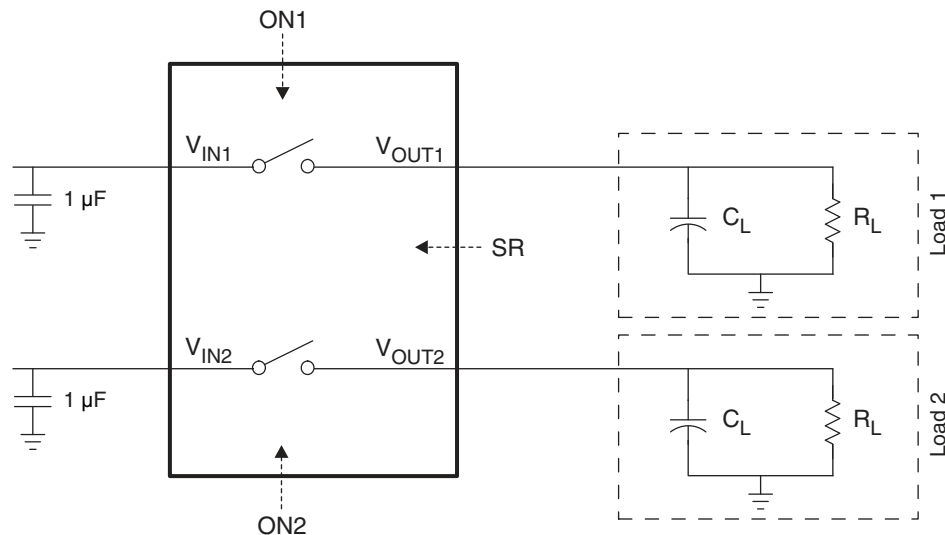 ON1
VIN1
VOUT1
1 µF
CL
RL
Load 1
SR
VIN2
VOUT2
1 µF
CL
RL
Load 2
ON2